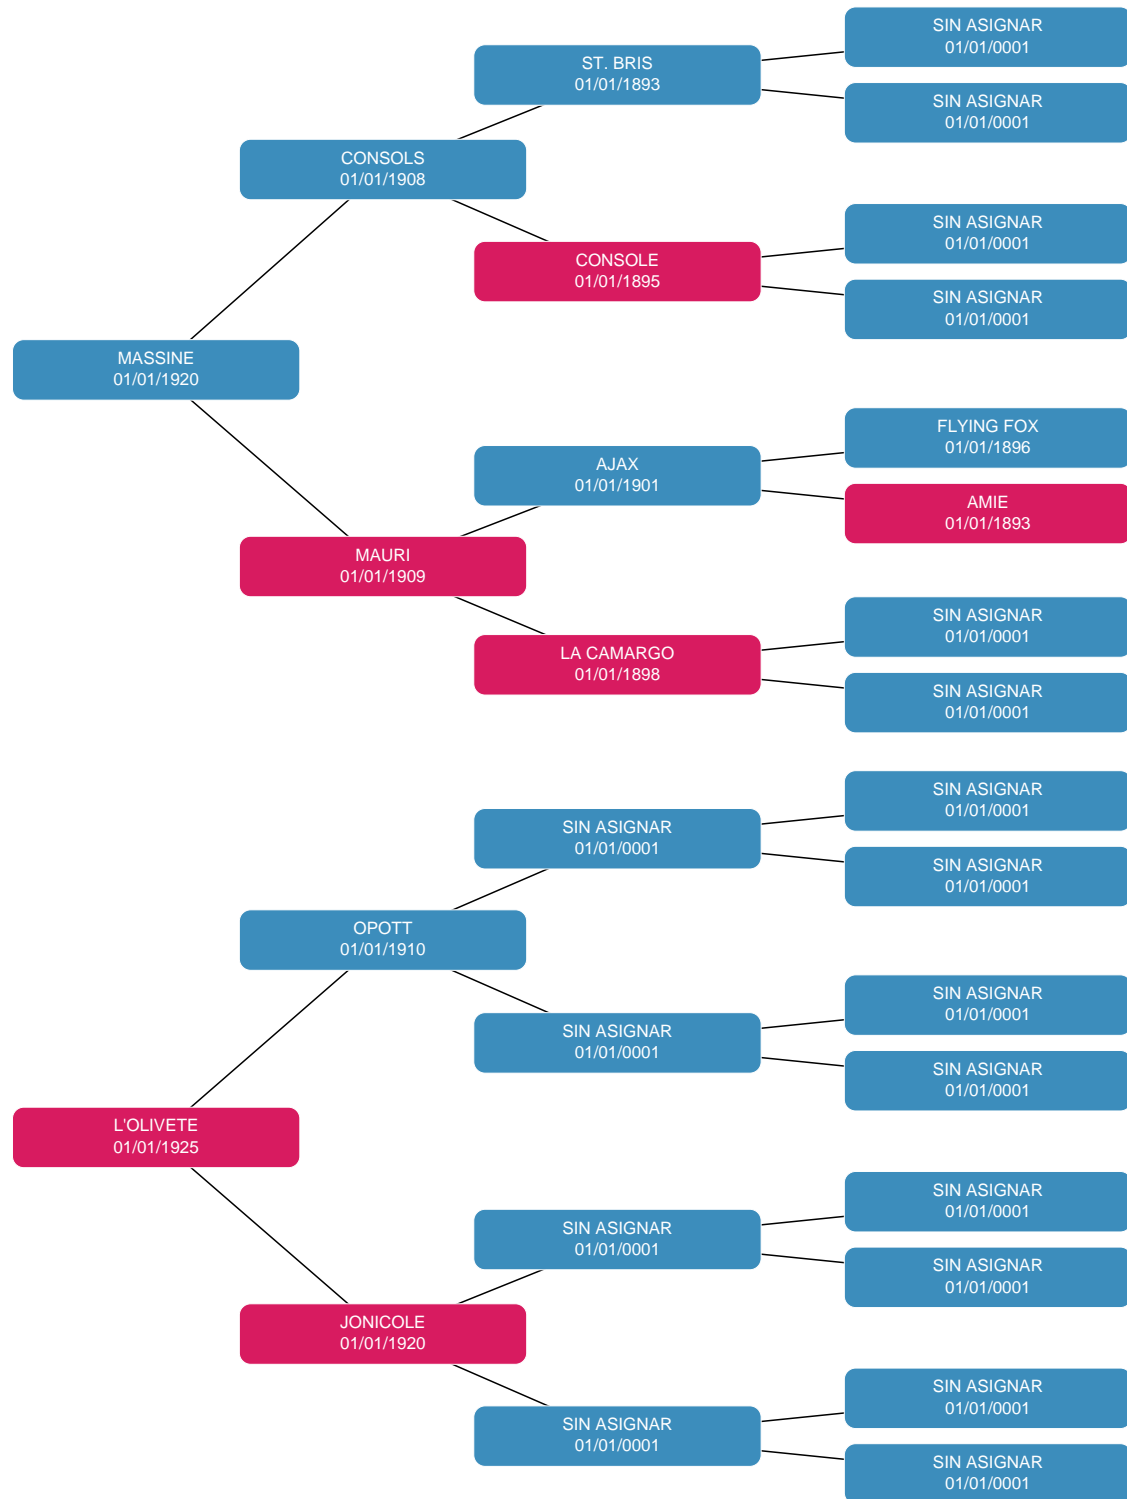 SIN ASIGNAR
01/01/0001
ST. BRIS
01/01/1893
SIN ASIGNAR
01/01/0001
CONSOLS
01/01/1908
SIN ASIGNAR
01/01/0001
CONSOLE
01/01/1895
SIN ASIGNAR
01/01/0001
MASSINE
01/01/1920
FLYING FOX
01/01/1896
AJAX
01/01/1901
AMIE
01/01/1893
MAURI
01/01/1909
SIN ASIGNAR
01/01/0001
LA CAMARGO
01/01/1898
SIN ASIGNAR
01/01/0001
SIN ASIGNAR
01/01/0001
SIN ASIGNAR
01/01/0001
SIN ASIGNAR
01/01/0001
OPOTT
01/01/1910
SIN ASIGNAR
01/01/0001
SIN ASIGNAR
01/01/0001
SIN ASIGNAR
01/01/0001
L'OLIVETE
01/01/1925
SIN ASIGNAR
01/01/0001
SIN ASIGNAR
01/01/0001
SIN ASIGNAR
01/01/0001
JONICOLE
01/01/1920
SIN ASIGNAR
01/01/0001
SIN ASIGNAR
01/01/0001
SIN ASIGNAR
01/01/0001